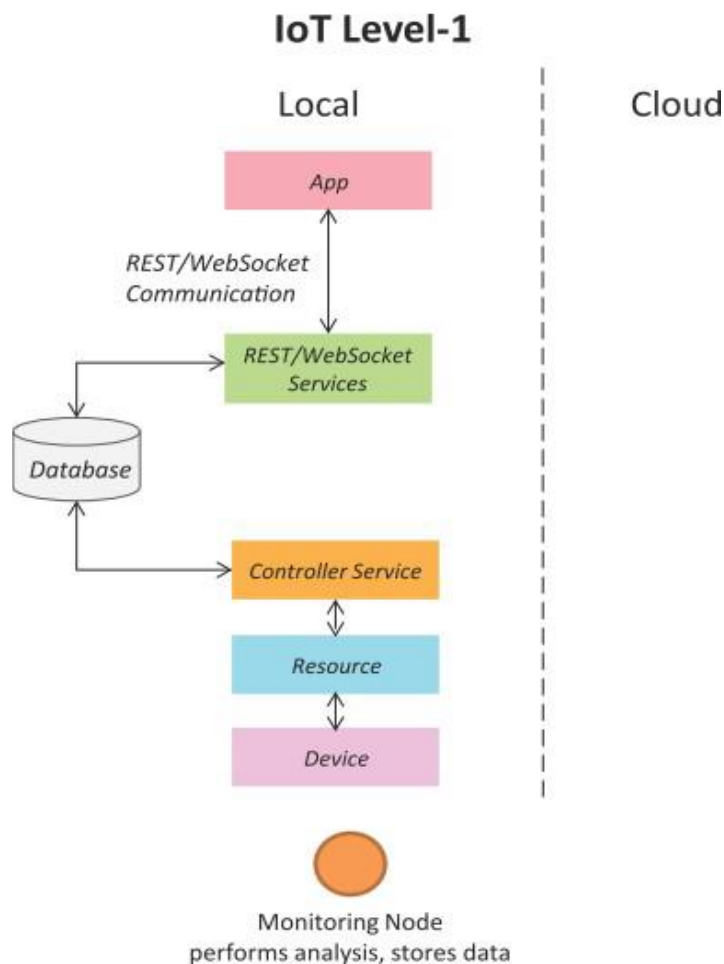 IoT Level-1
Local
Cloud
App
REST/WebSocket
Communication
REST/WebSocket
Services
Database
Controller Service
Resource
Device
Monitoring Node
performs analysis, stores data